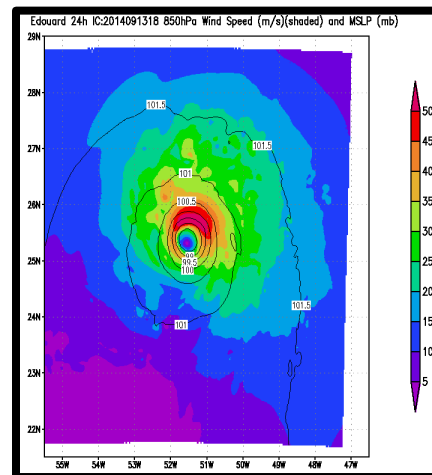 Edouard 24h IC:2014091318 850hPa Wind Speed (m/s)(shaded) and MSLP (mb)
29N
28N
27N
26N
25N
24N
23N
22N
55W 54W 53W 52W 51W 50W 49W 48W 47W
101.5
101.5
101
100.5
99
99.5
100
101
101.5
50
45
40
35
30
25
20
15
10
5